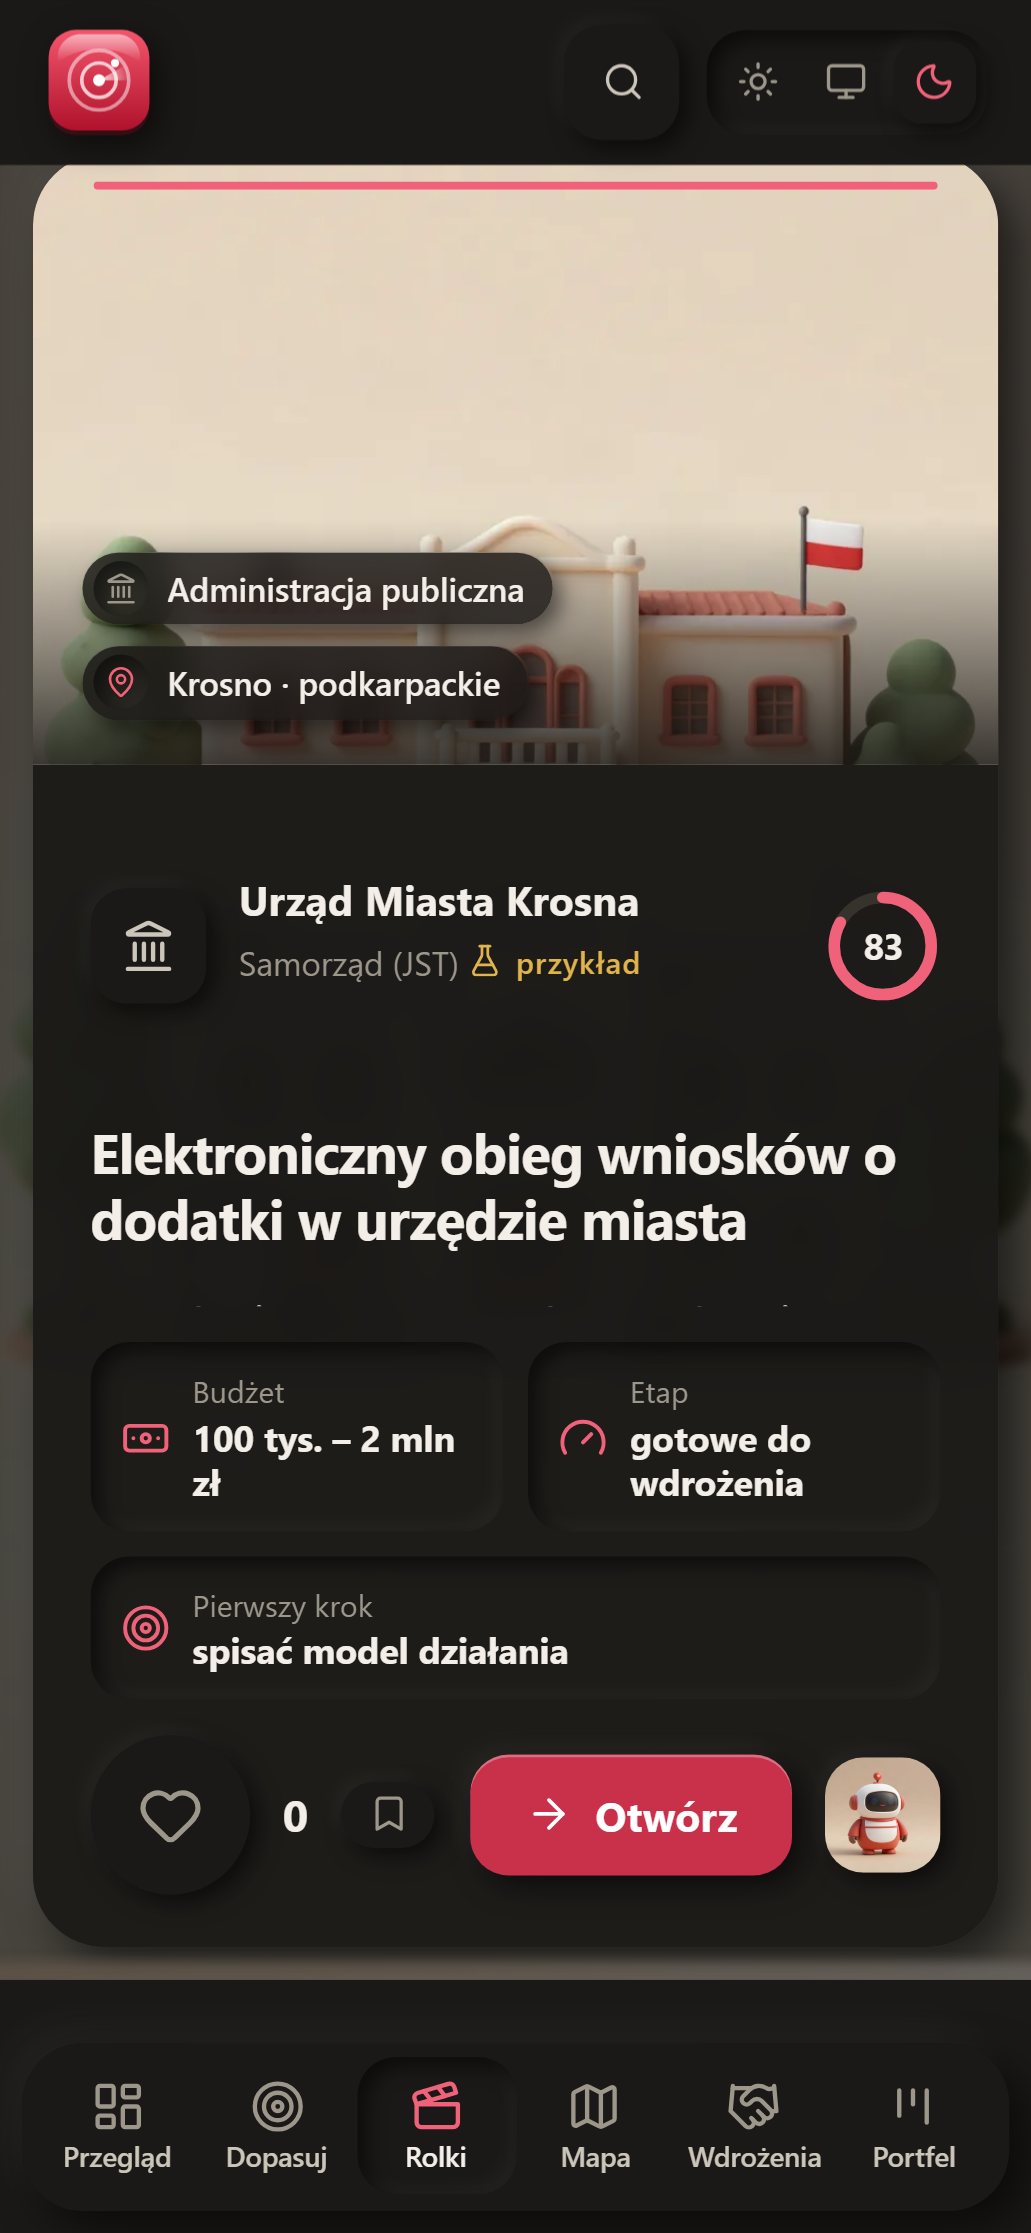 Administracja publiczna
Krosno · podkarpackie
Urząd Miasta Krosna
Samorząd (JST) przykład
83
Elektroniczny obieg wniosków o
dodatki w urzędzie miasta
Budżet
100 tys. – 2 mln
zł
Etap
gotowe do
wdrożenia
Pierwszy krok
spisać model działania
0
Otwórz
Przegląd
Dopasuj
Rolki
Mapa
Wdrożenia
Portfel